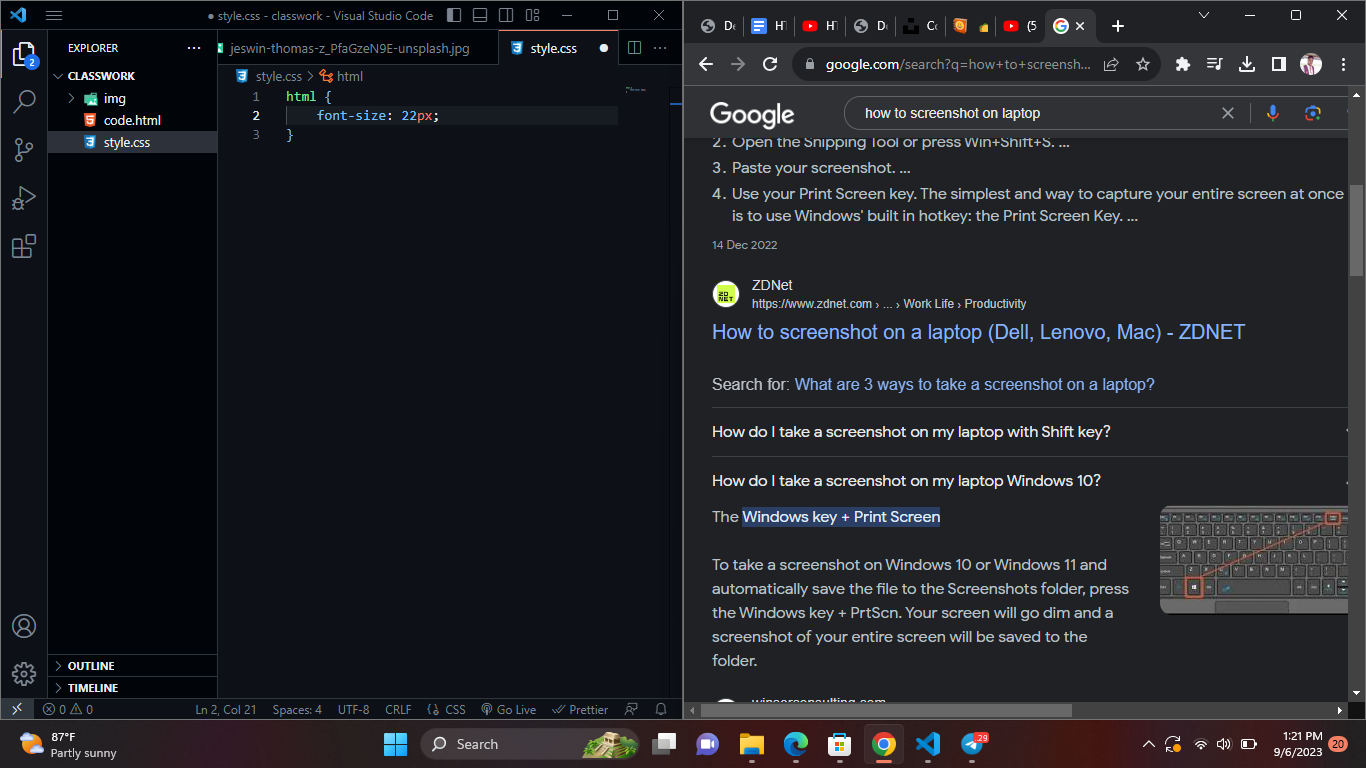 ● style.css - classwork - Visual Studio Code
EXPLORER
CLASSWORK
img
code.html
style.css
OUTLINE
TIMELINE
jeswin-thomas-z_PfaGzeN9E-unsplash.jpg
style.css
style.css > html
1 html {
2 font-size: 22px;
3 }
2
0 0
Ln 2, Col 21
Spaces: 4
UTF-8
CRLF
CSS
Go Live
Prettier
google.com/search?q=how+to+screensh...
Google
how to screenshot on laptop
2. Open the Snipping Tool or press Win+Shift+S. ...
3. Paste your screenshot. ...
4. Use your Print Screen key. The simplest and way to capture your entire screen at once
is to use Windows' built in hotkey: the Print Screen Key. ...
14 Dec 2022
ZDNet
https://www.zdnet.com › ... › Work Life › Productivity
How to screenshot on a laptop (Dell, Lenovo, Mac) - ZDNET
Search for: What are 3 ways to take a screenshot on a laptop?
How do I take a screenshot on my laptop with Shift key?
How do I take a screenshot on my laptop Windows 10?
The Windows key + Print Screen
To take a screenshot on Windows 10 or Windows 11 and
automatically save the file to the Screenshots folder, press
the Windows key + PrtScn. Your screen will go dim and a
screenshot of your entire screen will be saved to the
folder.
87°F
Partly sunny
Search
29
1:21 PM
9/6/2023
20